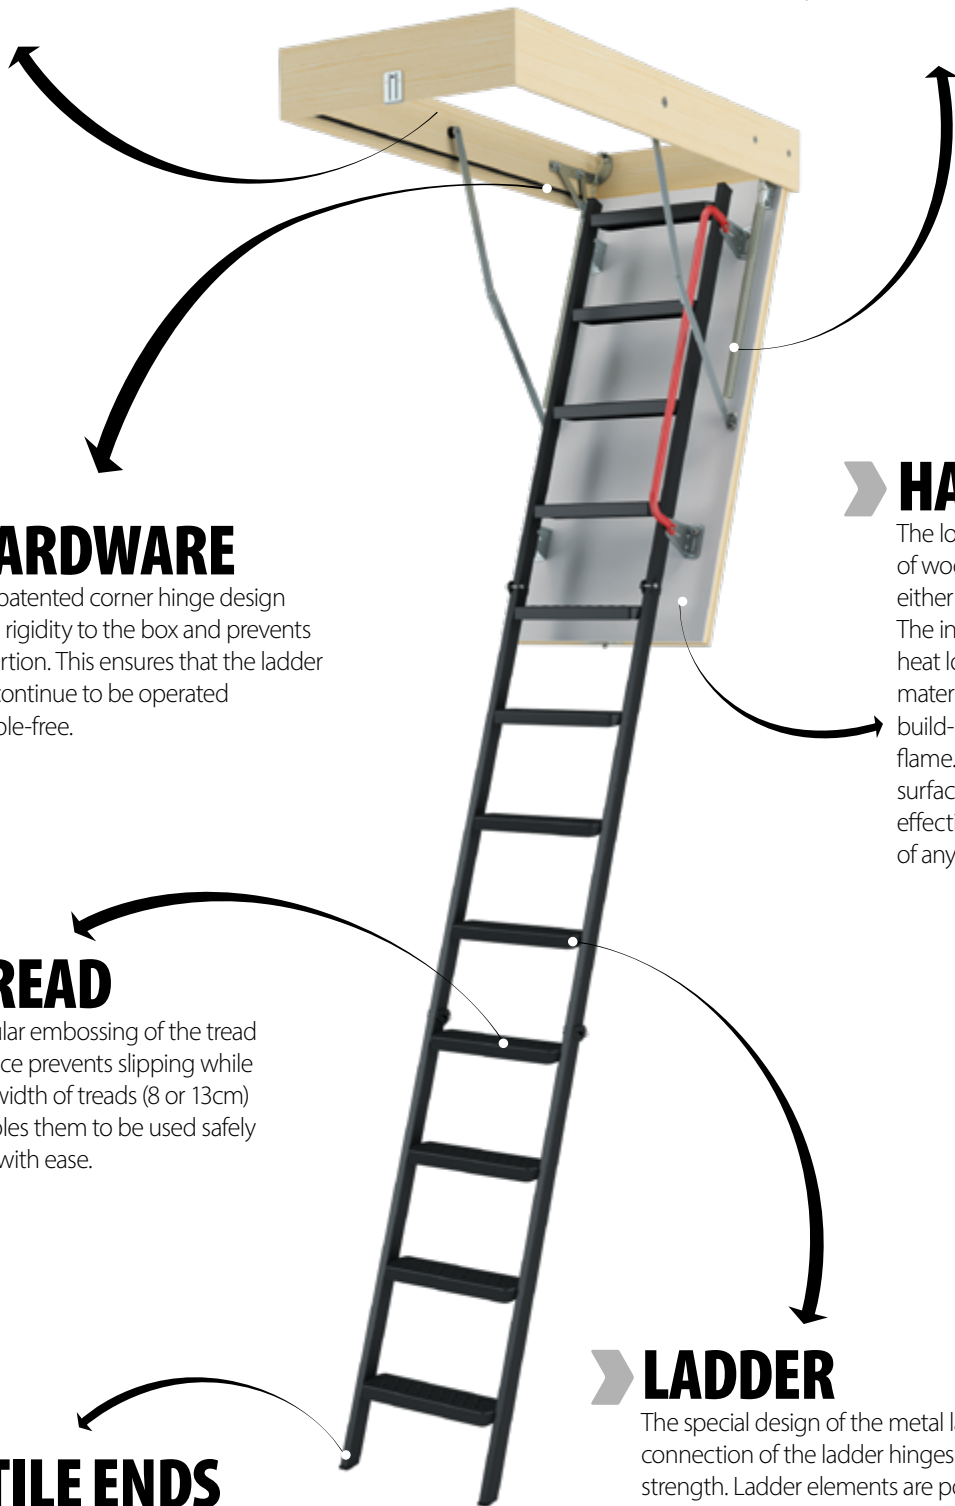 ARDWARE
patented corner hinge design
rigidity to the box and prevents
rtion. This ensures that the ladder
continue to be operated
ble-free.
HA
The lo
of woo
either
The in
heat lo
mater
build-
flame.
surfac
effect
of any
READ
lar embossing of the tread
ce prevents slipping while
width of treads (8 or 13cm)
bles them to be used safely
with ease.
LADDER
The special design of the metal l
connection of the ladder hinges
strength. Ladder elements are po
TILE ENDS